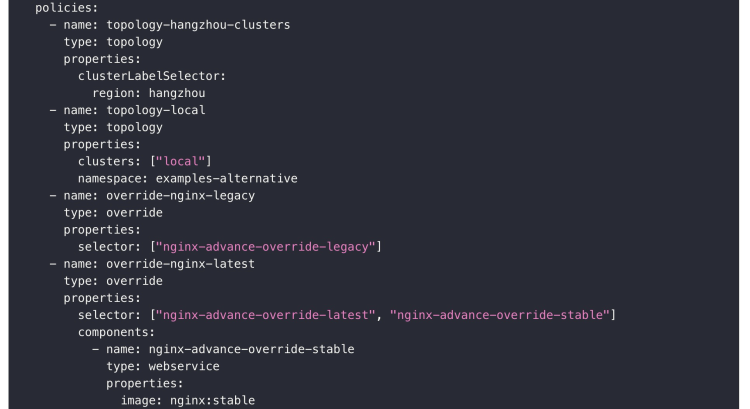 policies:
  - name: topology-hangzhou-clusters
    type: topology
    properties:
      clusterLabelSelector:
        region: hangzhou
  - name: topology-local
    type: topology
    properties:
      clusters: ["local"]
      namespace: examples-alternative
  - name: override-nginx-legacy
    type: override
    properties:
      selector: ["nginx-advance-override-legacy"]
  - name: override-nginx-latest
    type: override
    properties:
      selector: ["nginx-advance-override-latest", "nginx-advance-override-stable"]
      components:
        - name: nginx-advance-override-stable
          type: webservice
          properties:
            image: nginx:stable